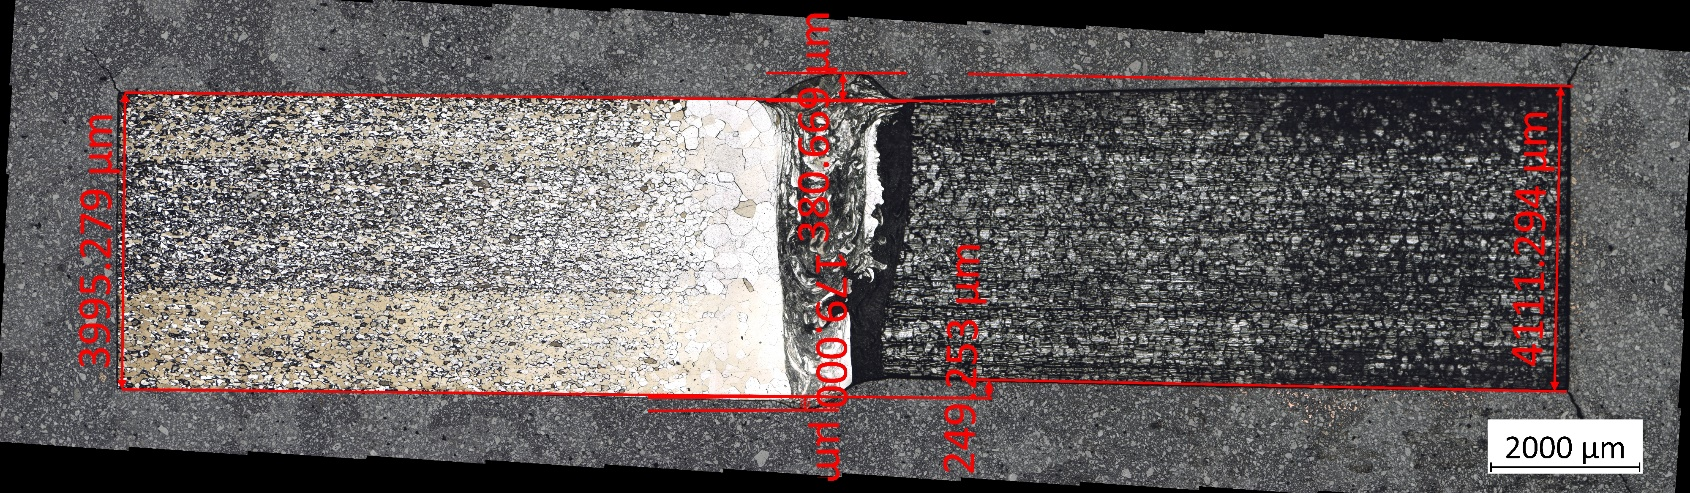 3995.279 µm
380.669 µm
179.000 µm
249.253 µm
4111.294 µm
2000 µm